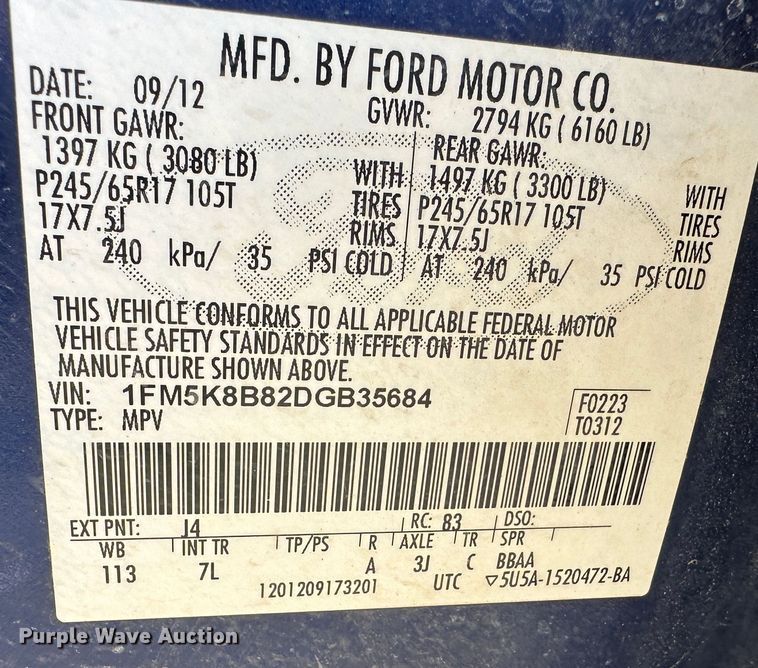 MFD. BY FORD MOTOR CO.
DATE: 09/12
GVWR: 2794 KG ( 6160 LB)
FRONT GAWR:
REAR GAWR:
1397 KG ( 3080 LB) WITH
1497 KG ( 3300 LB) WITH
P245/65R17 105T TIRES
P245/65R17 105T TIRES
17X7.5J RIMS
17X7.5J RIMS
AT 240 kPa/ 35 PSI COLD
AT 240 kPa/ 35 PSI COLD
Ford
THIS VEHICLE CONFORMS TO ALL APPLICABLE FEDERAL MOTOR
VEHICLE SAFETY STANDARDS IN EFFECT ON THE DATE OF
MANUFACTURE SHOWN ABOVE.
VIN: 1FM5K8B82DGB35684
TYPE: MPV
F0223
T0312
EXT PNT: J4 RC: 83 DSO:
WB INT TR TP/PS R AXLE TR SPR
113 7L A 3J C BBAA
1201209173201 UTC ▽5U5A-1520472-BA
Purple Wave Auction